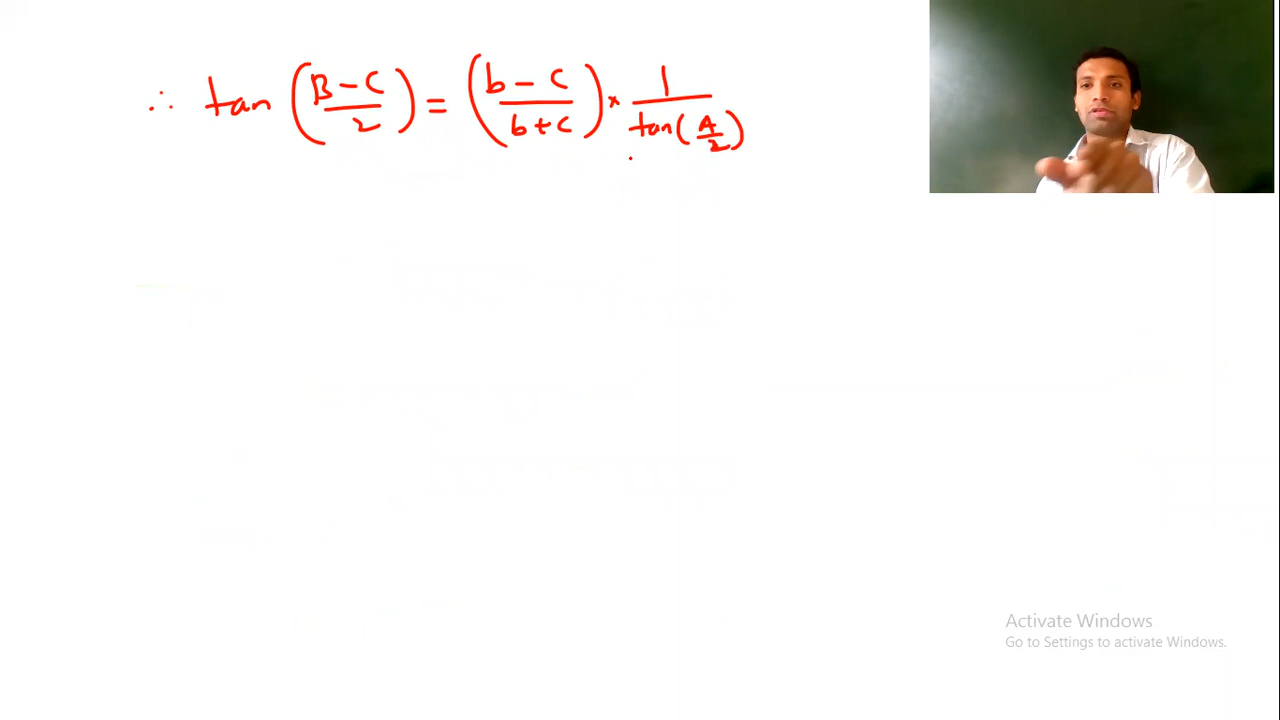 ∴ tan (B-C/2) = (b-c/b+c) × 1/tan(A/2)
Activate Windows
Go to Settings to activate Windows.